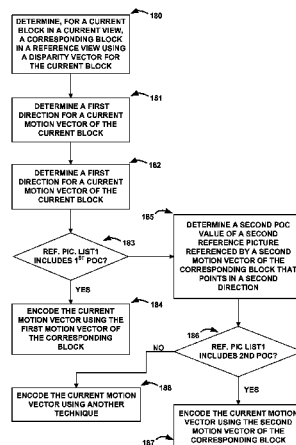 180
DETERMINE, FOR A CURRENT
BLOCK IN A CURRENT VIEW,
A CORRESPONDING BLOCK
IN A REFERENCE VIEW USING
A DISPARITY VECTOR FOR
THE CURRENT BLOCK
181
DETERMINE A FIRST
DIRECTION FOR A CURRENT
MOTION VECTOR OF THE
CURRENT BLOCK
182
DETERMINE A FIRST
DIRECTION FOR A CURRENT
MOTION VECTOR OF THE
CURRENT BLOCK
183
REF. PIC. LIST1
INCLUDES 1ST POC?
YES
184
ENCODE THE CURRENT
MOTION VECTOR USING THE
FIRST MOTION VECTOR OF
THE CORRESPONDING
BLOCK
185
DETERMINE A SECOND POC
VALUE OF A SECOND
REFERENCE PICTURE
REFERENCED BY A SECOND
MOTION VECTOR OF THE
CORRESPONDING BLOCK THAT
POINTS IN A SECOND
DIRECTION
186
REF. PIC LIST1
INCLUDES 2ND POC?
NO
YES
188
ENCODE THE CURRENT MOTION
VECTOR USING ANOTHER
TECHNIQUE
187
ENCODE THE CURRENT MOTION
VECTOR USING THE SECOND
MOTION VECTOR OF THE
CORRESPONDING BLOCK